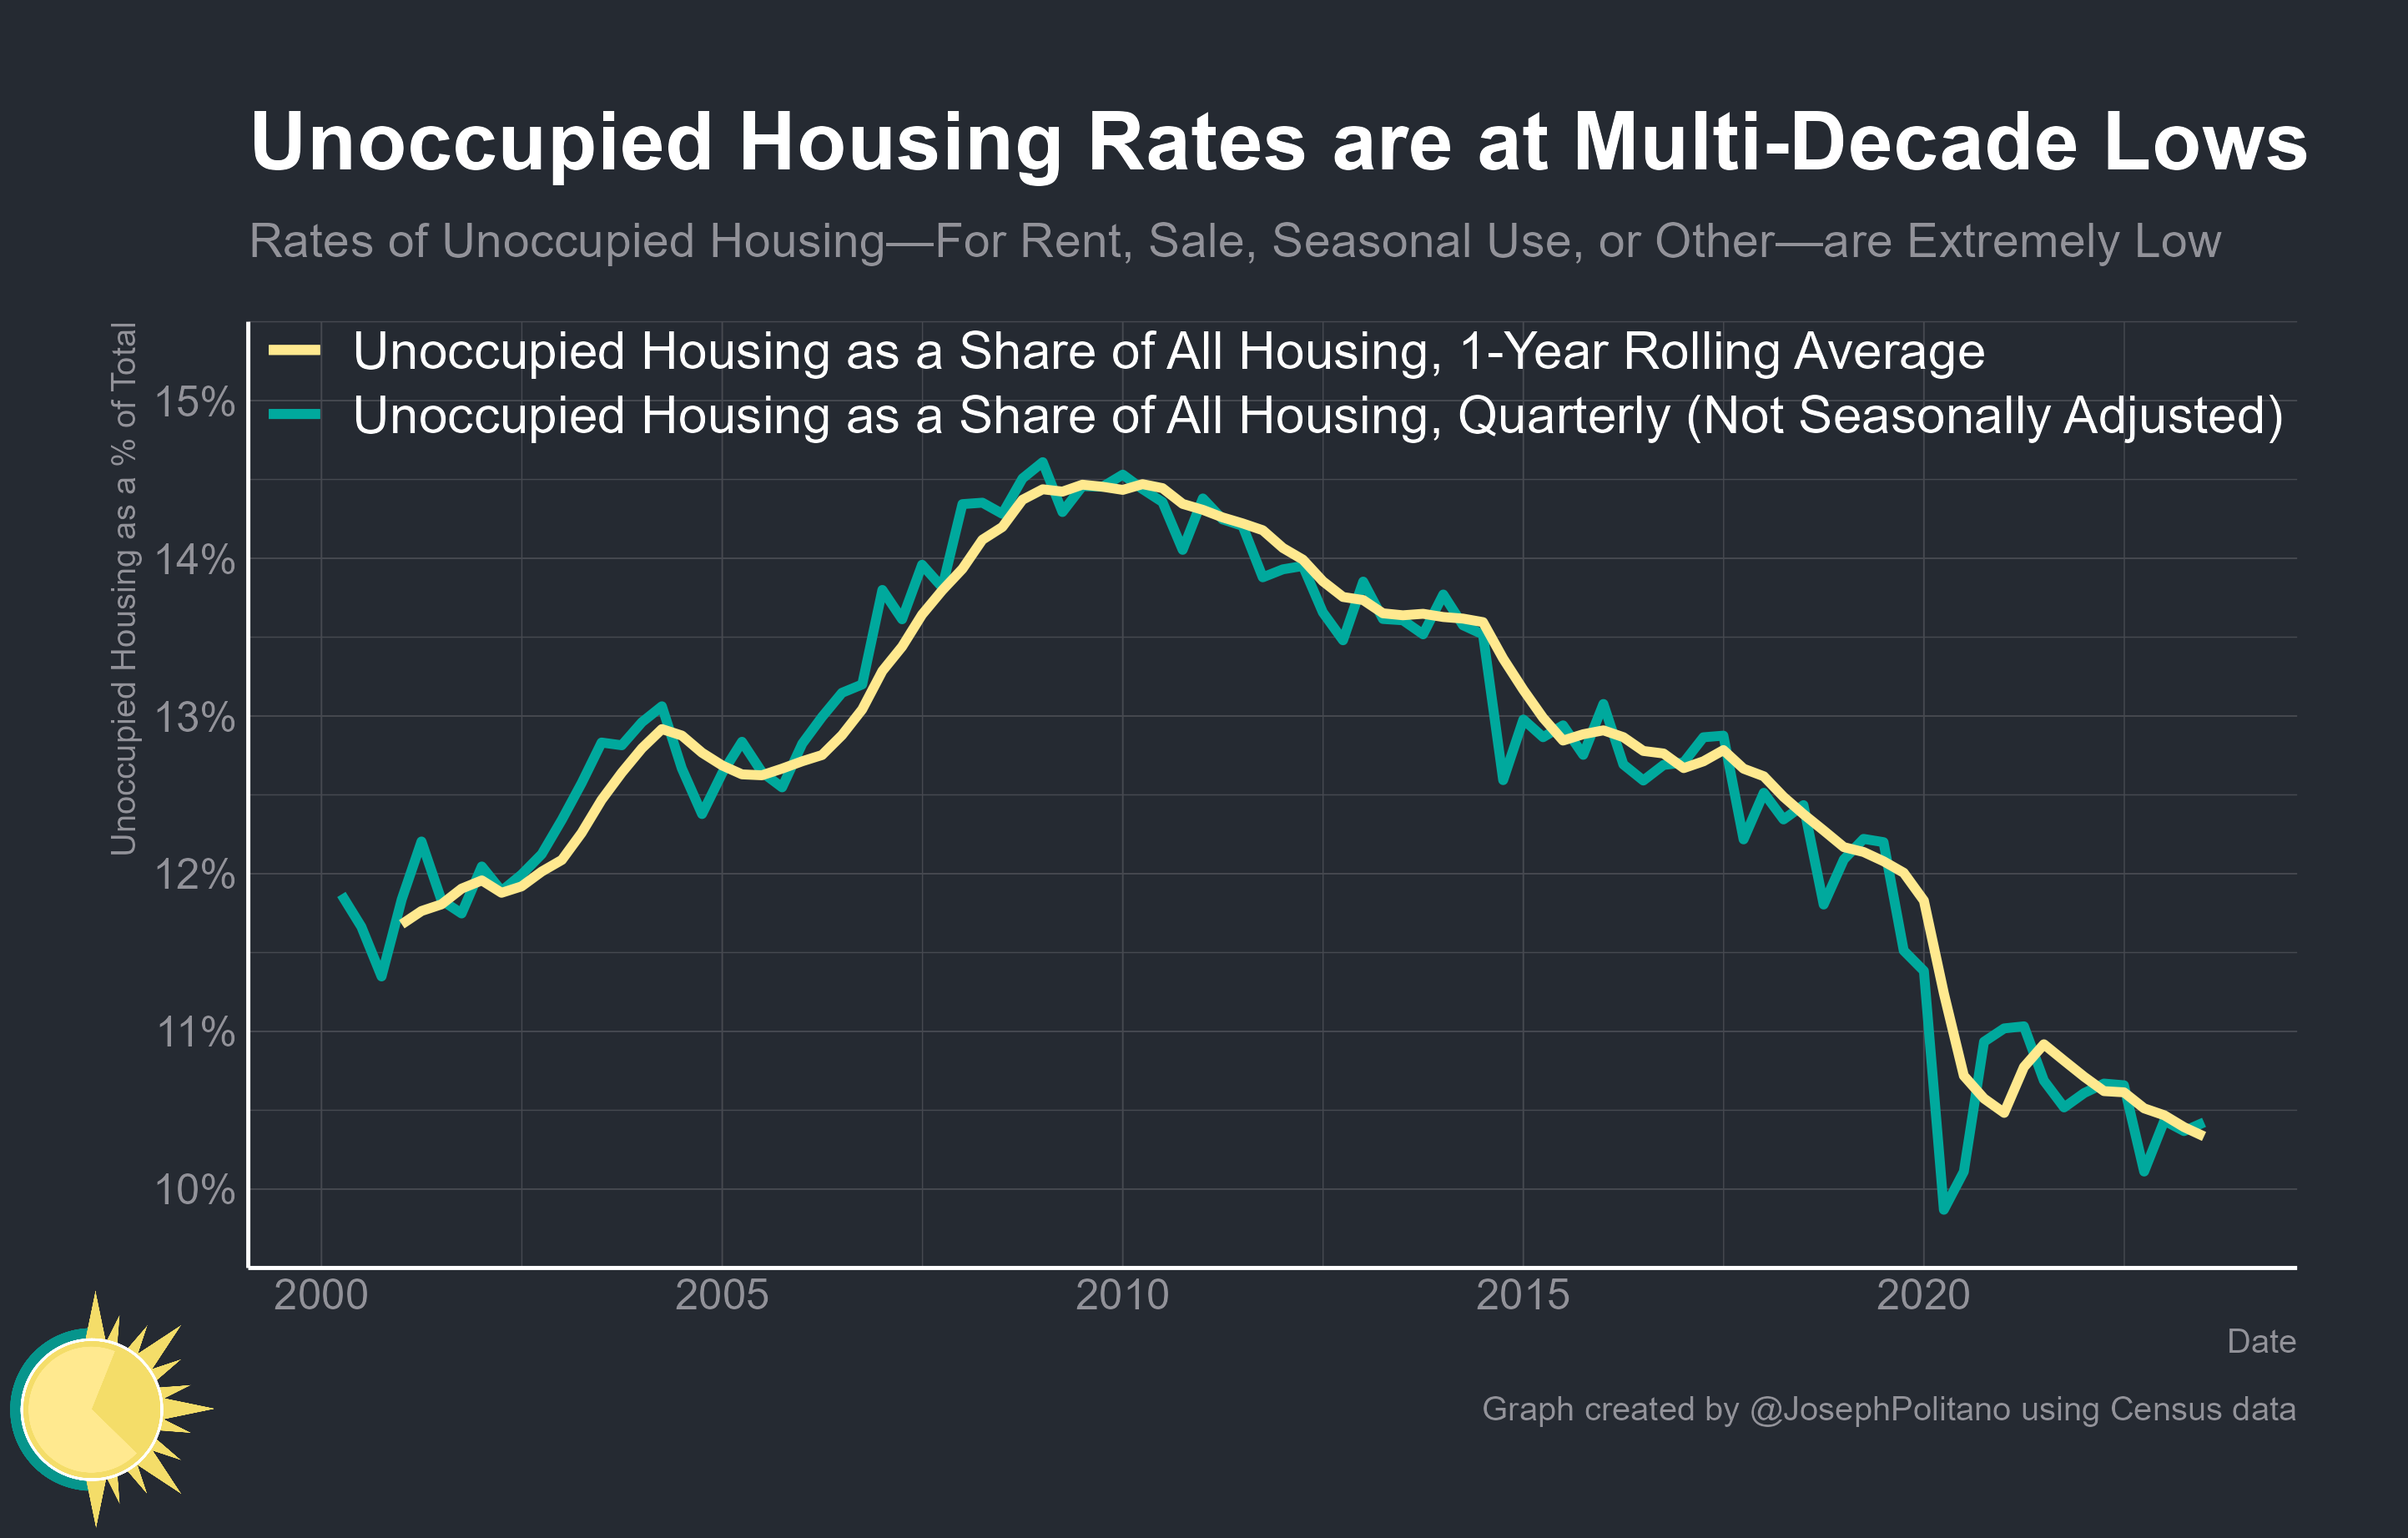 Unoccupied Housing Rates are at Multi-Decade Lows
Rates of Unoccupied Housing—For Rent, Sale, Seasonal Use, or Other—are Extremely Low
Unoccupied Housing as a % of Total
Unoccupied Housing as a Share of All Housing, 1-Year Rolling Average
Unoccupied Housing as a Share of All Housing, Quarterly (Not Seasonally Adjusted)
15%
14%
13%
12%
11%
10%
2000 2005 2010 2015 2020
Date
Graph created by @JosephPolitano using Census data